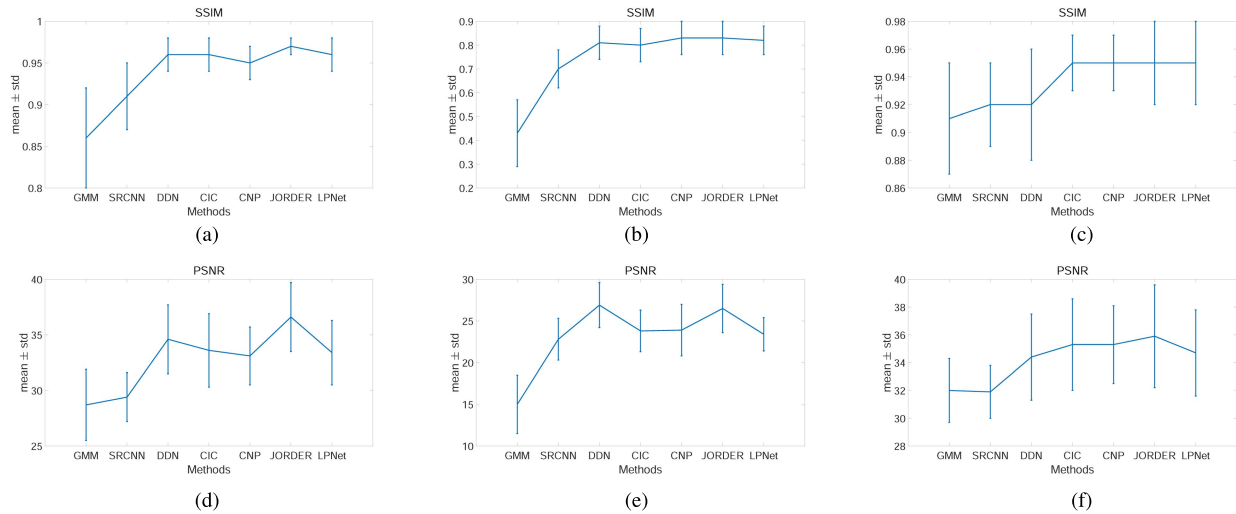 SSIM
1
0.95
0.9
0.85
0.8
mean ± std
GMM SRCNN DDN CIC CNP JORDER LPNet
Methods
(a)
SSIM
0.9
0.8
0.7
0.6
0.5
0.4
0.3
0.2
mean ± std
GMM SRCNN DDN CIC CNP JORDER LPNet
Methods
(b)
SSIM
0.98
0.96
0.94
0.92
0.9
0.88
0.86
mean ± std
GMM SRCNN DDN CIC CNP JORDER LPNet
Methods
(c)
PSNR
40
35
30
25
mean ± std
GMM SRCNN DDN CIC CNP JORDER LPNet
Methods
(d)
PSNR
30
25
20
15
10
mean ± std
GMM SRCNN DDN CIC CNP JORDER LPNet
Methods
(e)
PSNR
40
38
36
34
32
30
28
mean ± std
GMM SRCNN DDN CIC CNP JORDER LPNet
Methods
(f)